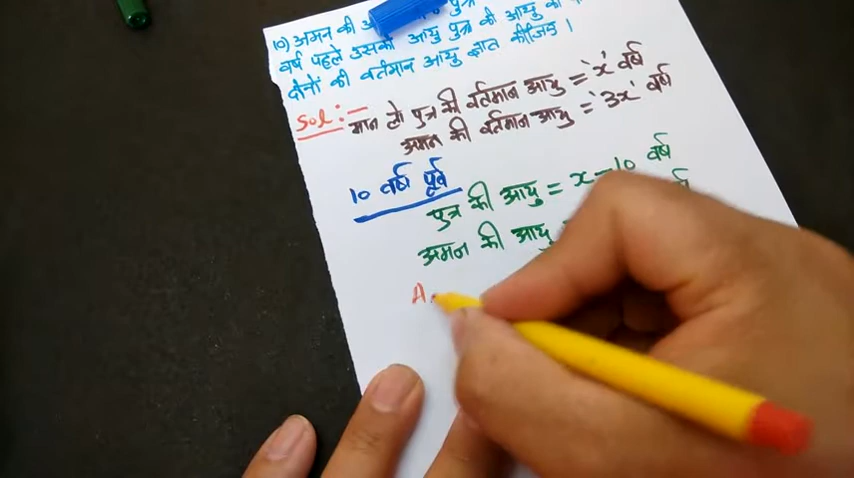 10) अमन की पुत्र
वर्ष पहले उसकी आयु पुत्र की आयु की
दोनों की वर्तमान आयु ज्ञात कीजिए।
Sol:- मान लो पुत्र की वर्तमान आयु = 'x' वर्ष
अमन की वर्तमान आयु = '3x' वर्ष
10 वर्ष पूर्व
पुत्र की आयु = x-10 वर्ष
अमन की आयु
A